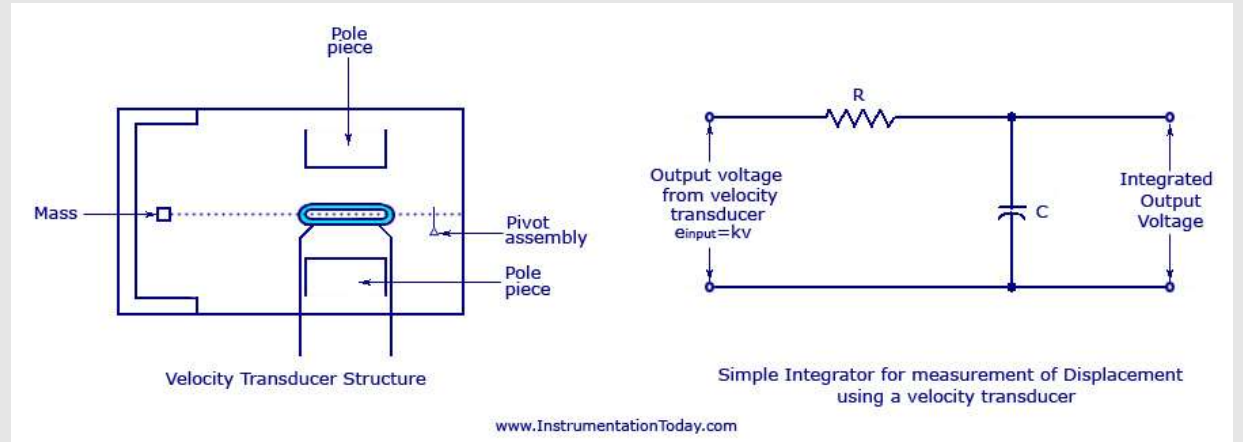 Pole
piece
Mass
Pivot
assembly
Pole
piece
Velocity Transducer Structure
R
Output voltage
from velocity
transducer
einput=kv
C
Integrated
Output
Voltage
Simple Integrator for measurement of Displacement
using a velocity transducer
www.InstrumentationToday.com